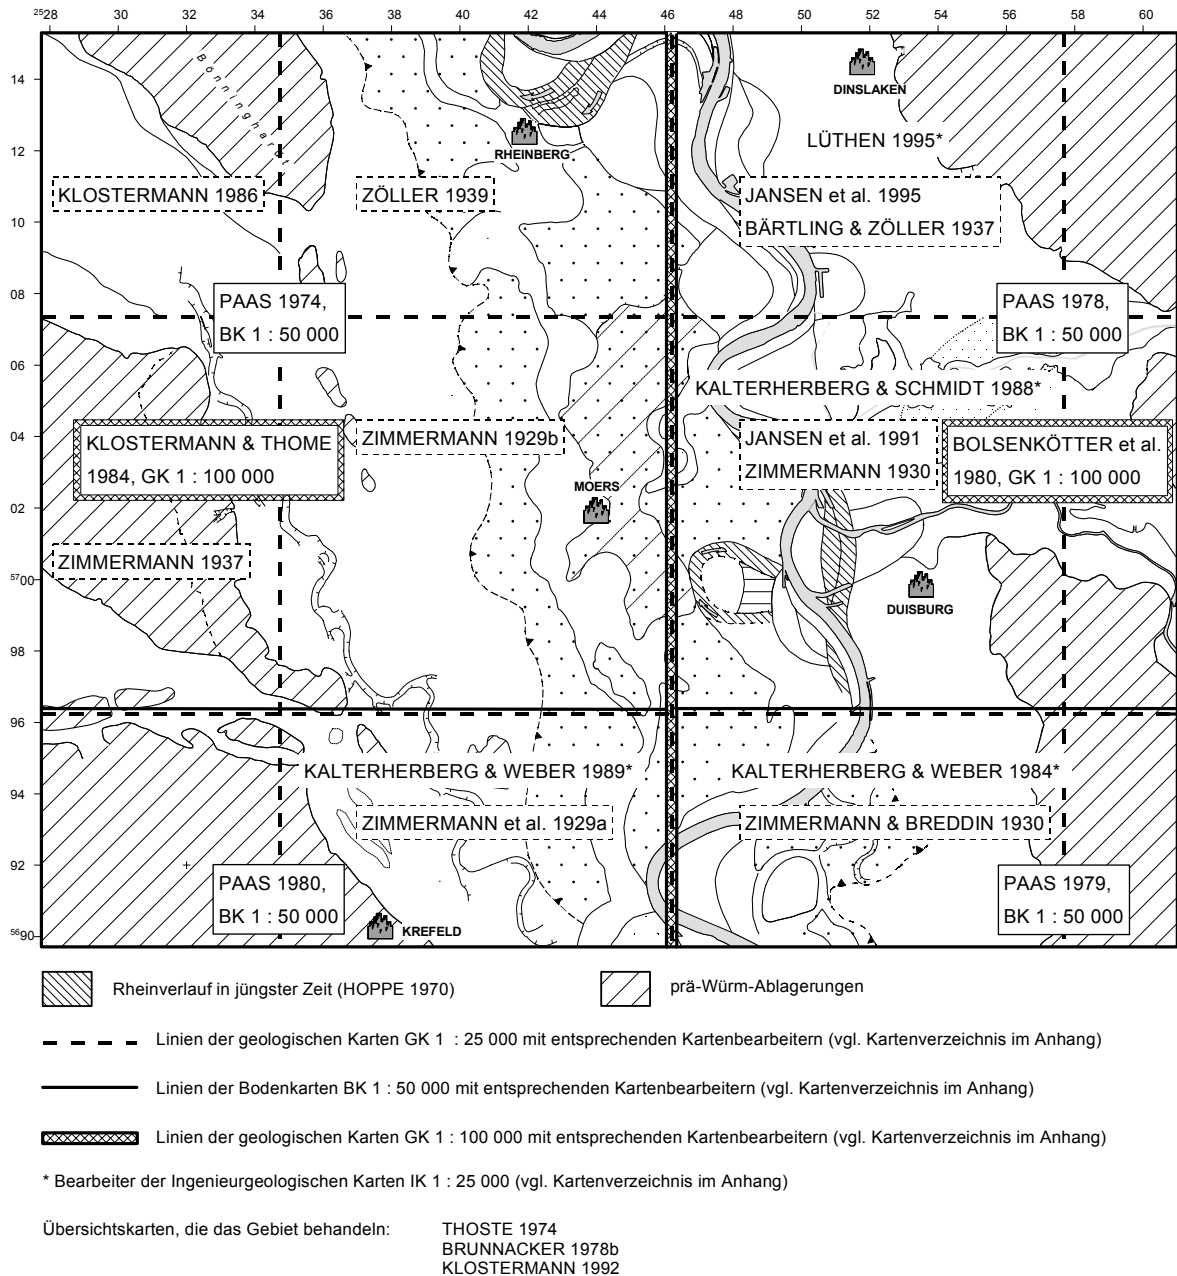 ²⁵28 30 32 34 36 38 40 42 44 46 48 50 52 54 56 58 60
14
DINSLAKEN
LÜTHEN 1995*
12
RHEINBERG
KLOSTERMANN 1986
ZÖLLER 1939
JANSEN et al. 1995
BÄRTLING & ZÖLLER 1937
10
08
PAAS 1974,
BK 1 : 50 000
PAAS 1978,
BK 1 : 50 000
06
KALTERHERBERG & SCHMIDT 1988*
04
KLOSTERMANN & THOME
1984, GK 1 : 100 000
ZIMMERMANN 1929b
JANSEN et al. 1991
ZIMMERMANN 1930
BOLSENKÖTTER et al.
1980, GK 1 : 100 000
MOERS
02
ZIMMERMANN 1937
⁵⁷00
DUISBURG
98
96
KALTERHERBERG & WEBER 1989*
KALTERHERBERG & WEBER 1984*
94
ZIMMERMANN et al. 1929a
ZIMMERMANN & BREDDIN 1930
92
PAAS 1980,
BK 1 : 50 000
PAAS 1979,
BK 1 : 50 000
KREFELD
⁵⁶90
Rheinverlauf in jüngster Zeit (HOPPE 1970)
prä-Würm-Ablagerungen
Linien der geologischen Karten GK 1 : 25 000 mit entsprechenden Kartenbearbeitern (vgl. Kartenverzeichnis im Anhang)
Linien der Bodenkarten BK 1 : 50 000 mit entsprechenden Kartenbearbeitern (vgl. Kartenverzeichnis im Anhang)
Linien der geologischen Karten GK 1 : 100 000 mit entsprechenden Kartenbearbeitern (vgl. Kartenverzeichnis im Anhang)
* Bearbeiter der Ingenieurgeologischen Karten IK 1 : 25 000 (vgl. Kartenverzeichnis im Anhang)
Übersichtskarten, die das Gebiet behandeln: THOSTE 1974
BRUNNACKER 1978b
KLOSTERMANN 1992